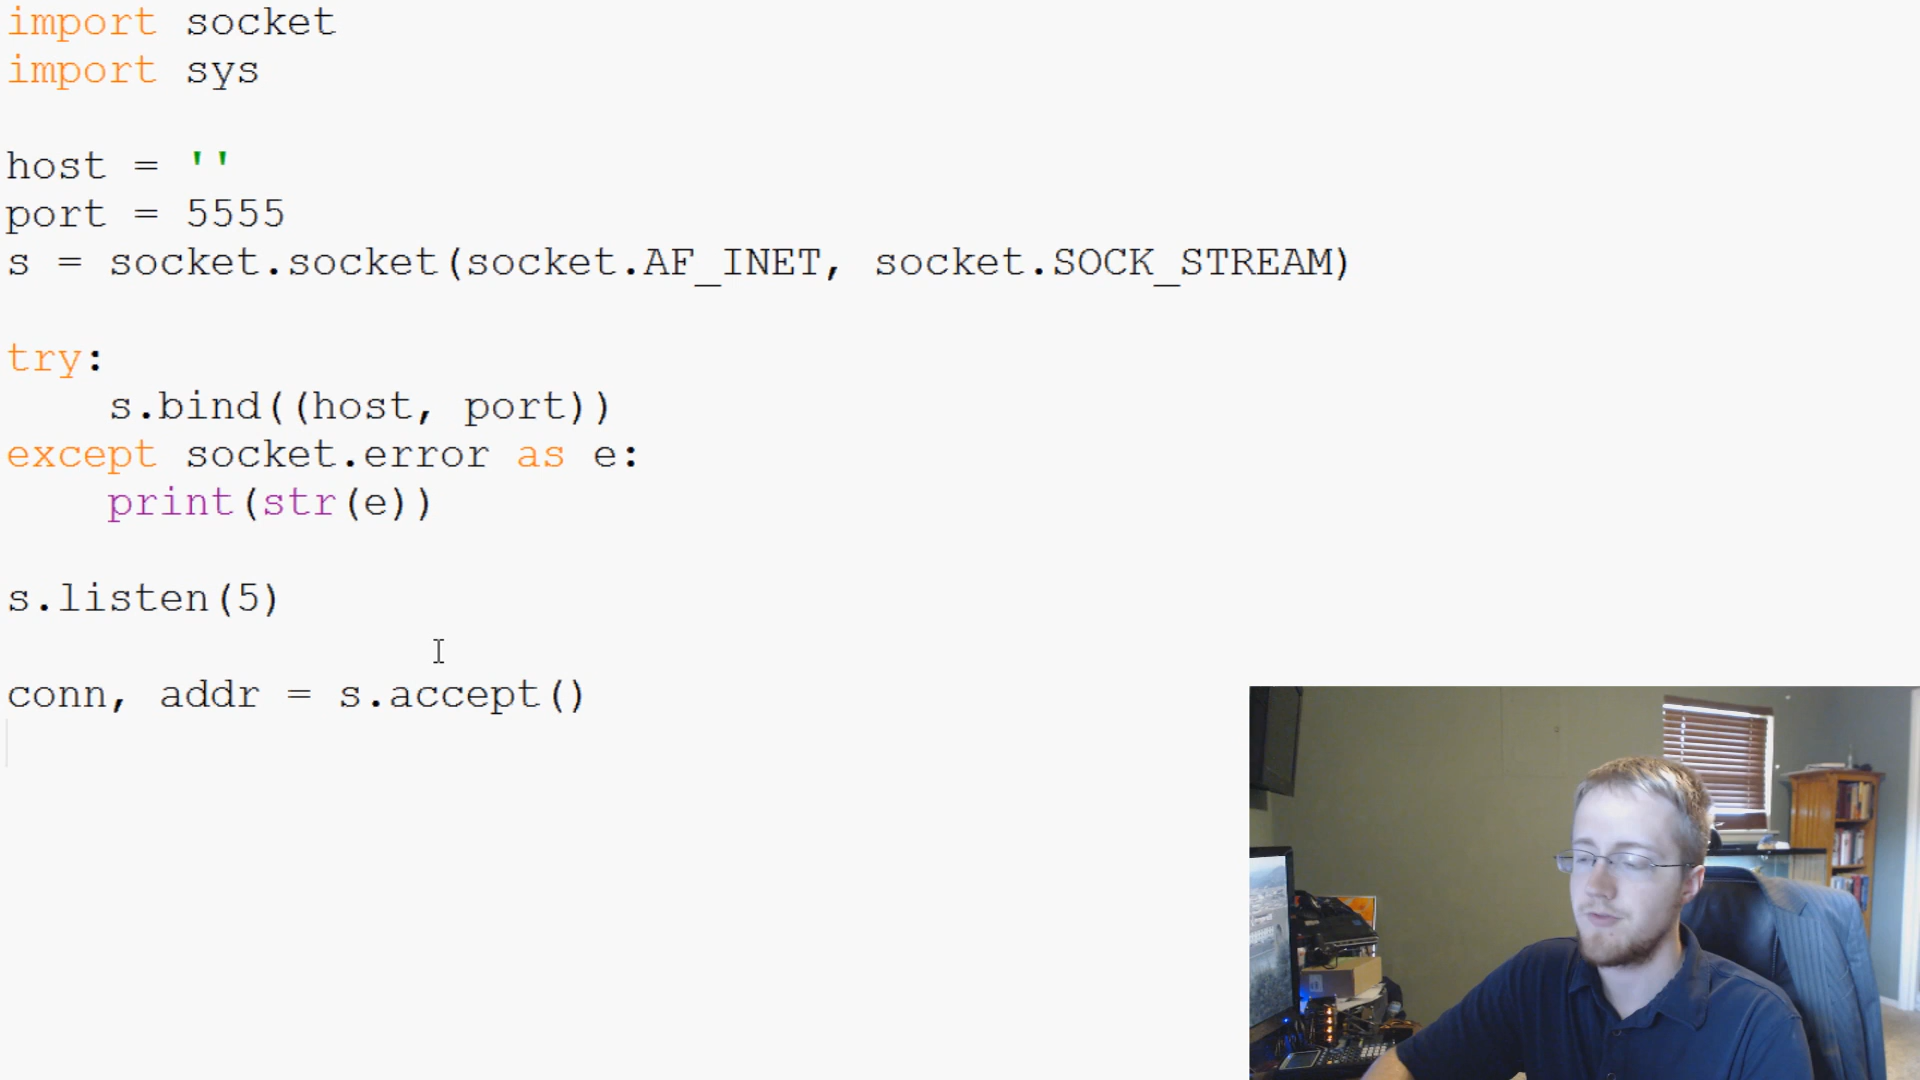 import socket
import sys
host = ''
port = 5555
s = socket.socket(socket.AF_INET, socket.SOCK_STREAM)
try:
    s.bind((host, port))
except socket.error as e:
    print(str(e))
s.listen(5)
conn, addr = s.accept()